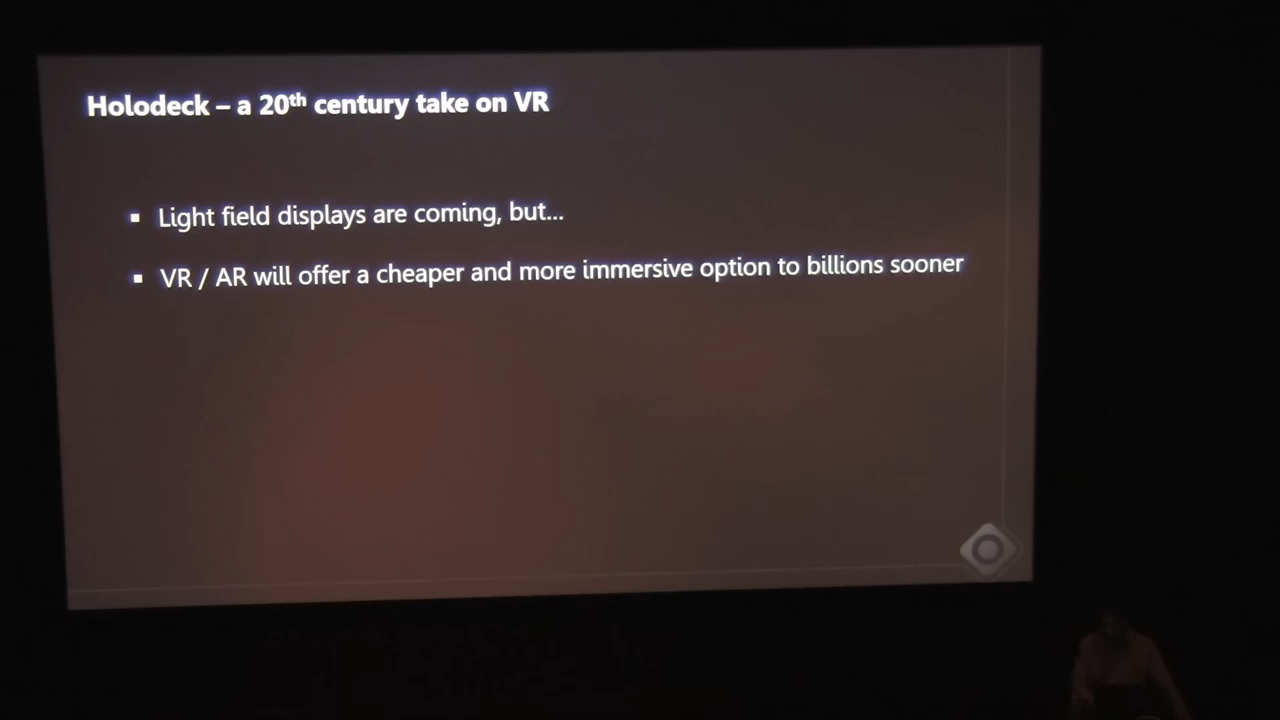 Holodeck – a 20th century take on VR
▪ Light field displays are coming, but...
▪ VR / AR will offer a cheaper and more immersive option to billions sooner